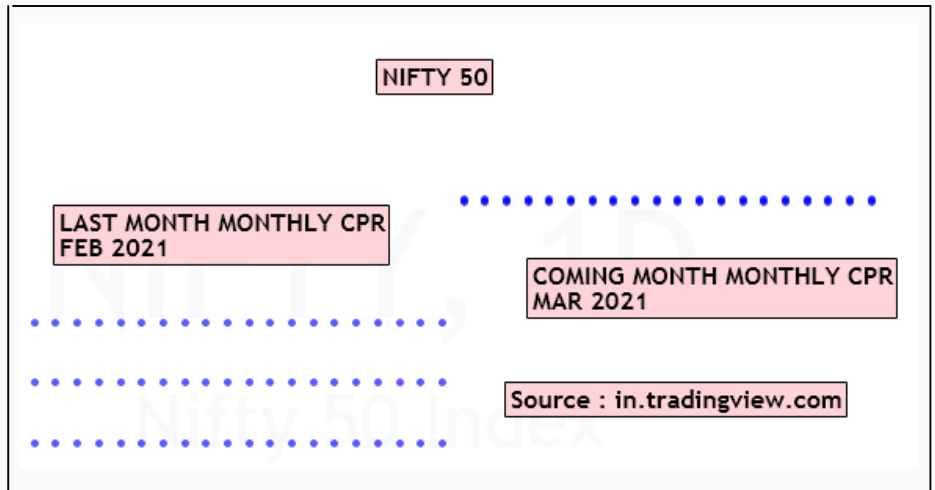 NIFTY 50
LAST MONTH MONTHLY CPR
FEB 2021
NIFTY, 1D
COMING MONTH MONTHLY CPR
MAR 2021
Source : in.tradingview.com
Nifty 50 Index